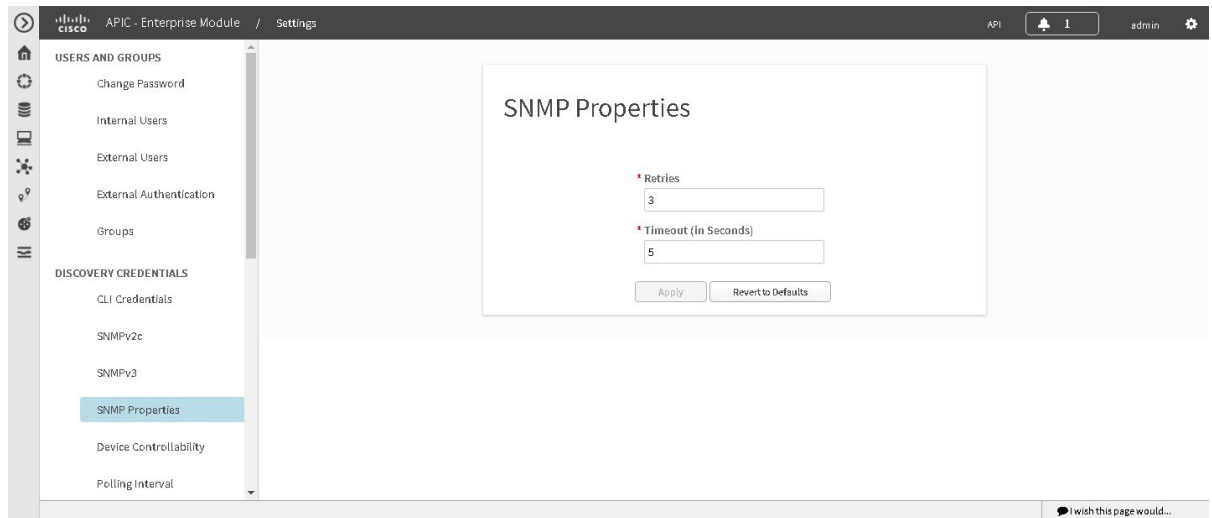 cisco APIC - Enterprise Module / Settings API 1 admin
USERS AND GROUPS
Change Password
Internal Users
External Users
External Authentication
Groups
DISCOVERY CREDENTIALS
CLI Credentials
SNMPv2c
SNMPv3
SNMP Properties
Device Controllability
Polling Interval
SNMP Properties
* Retries
3
* Timeout (in Seconds)
5
Apply Revert to Defaults
I wish this page would...